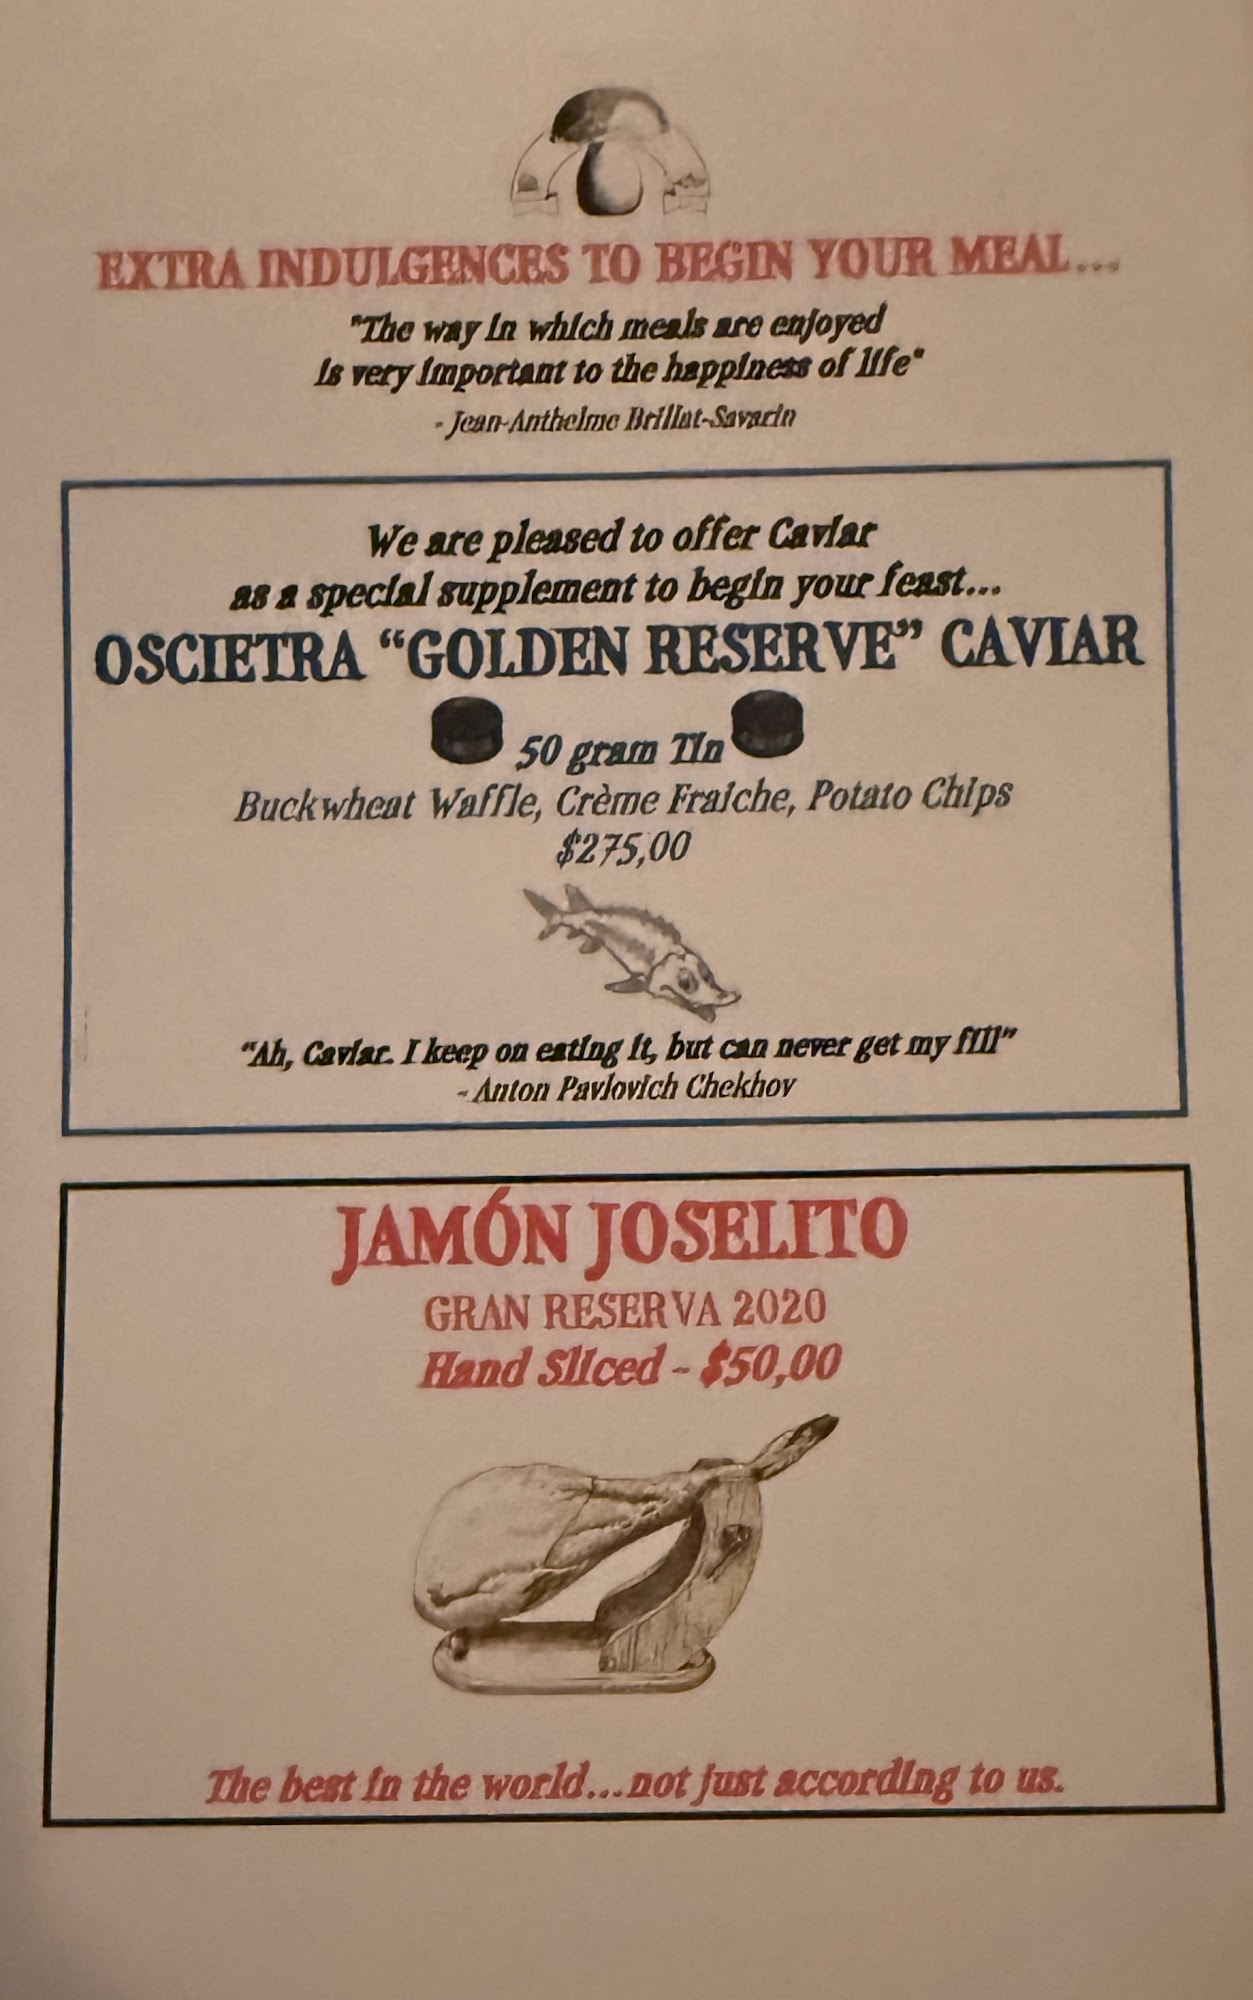 EXTRA INDULGENCES TO BEGIN YOUR MEAL...
"The way in which meals are enjoyed
is very important to the happiness of life"
- Jean-Anthelme Brillat-Savarin
We are pleased to offer Caviar
as a special supplement to begin your feast...
OSCIETRA “GOLDEN RESERVE” CAVIAR
50 gram Tin
Buckwheat Waffle, Crème Fraiche, Potato Chips
$275,00
“Ah, Caviar. I keep on eating it, but can never get my fill”
- Anton Pavlovich Chekhov
JAMÓN JOSELITO
GRAN RESERVA 2020
Hand Sliced - $50,00
The best in the world...not just according to us.